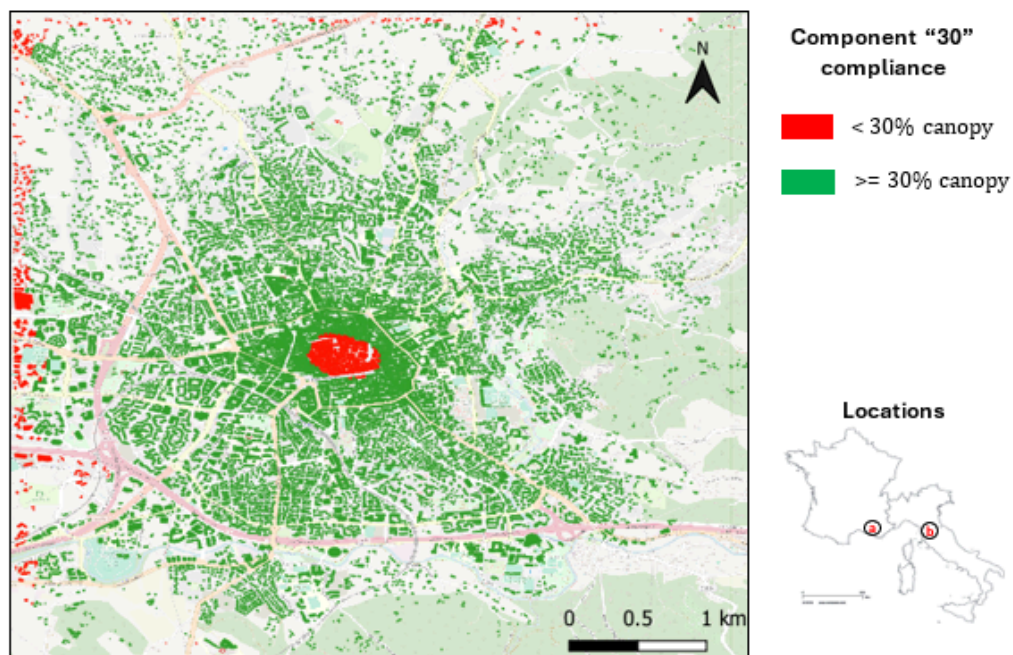 N
Component “30”
compliance
< 30% canopy
>= 30% canopy
Locations
a
b
0 0.5 1 km